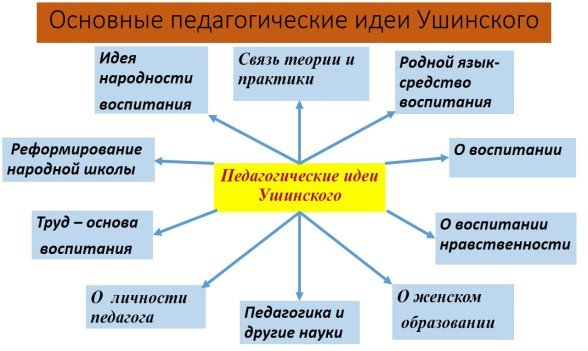 Основные педагогические идеи Ушинского
Идея
народности
воспитания
Связь теории и
практики
Родной язык-
средство
воспитания
Реформирование
народной школы
Педагогические идеи
Ушинского
О воспитании
Труд – основа
воспитания
О воспитании
нравственности
О личности
педагога
Педагогика и
другие науки
О женском
образовании